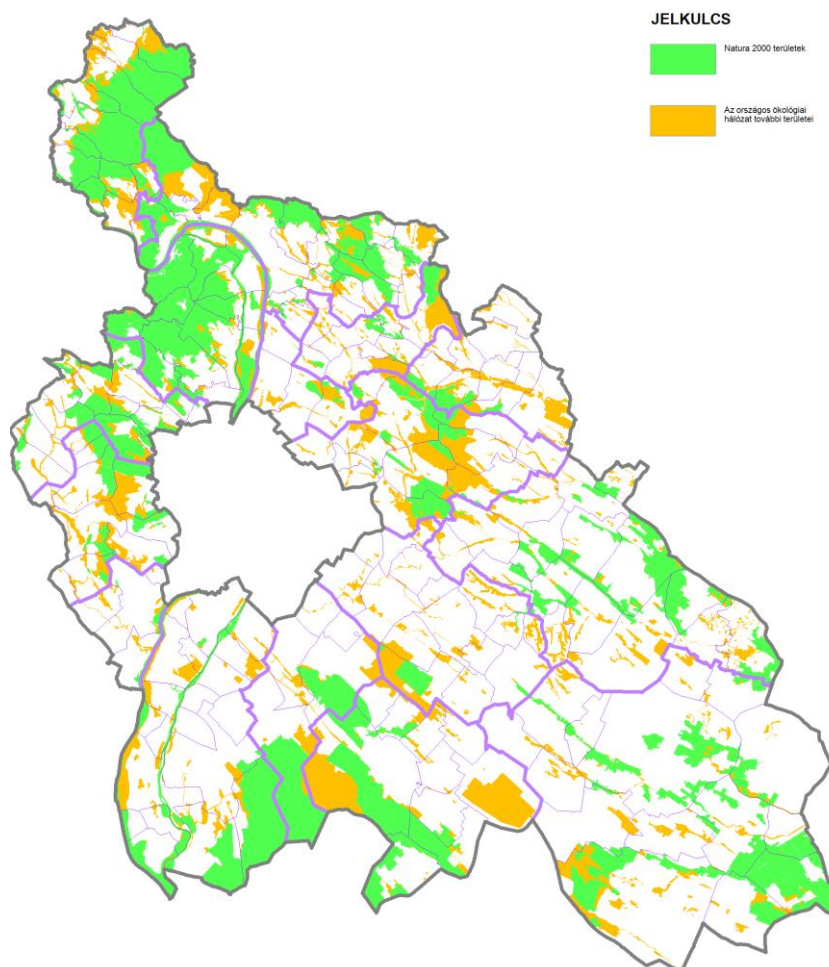 JELKULCS
Natura 2000 területek
Az országos ökológiai
hálózat további területei